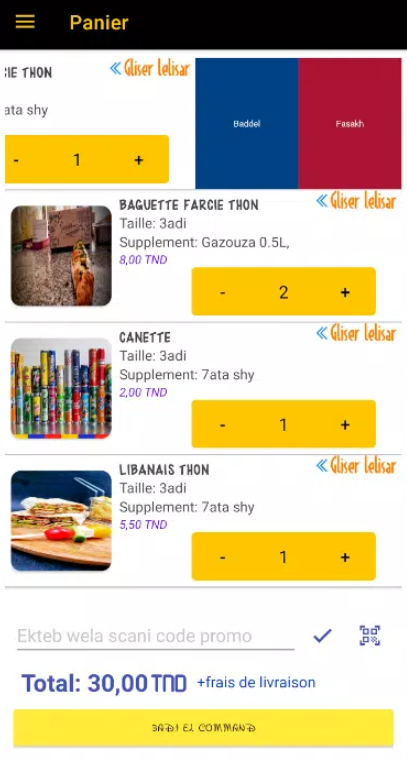 Panier
CIE THON
« Gliser lelisar
ata shy
- 1 +
Baddel
Fasakh
BAGUETTE FARCIE THON
« Gliser lelisar
Taille: 3adi
Supplement: Gazouza 0.5L,
8,00 TND
- 2 +
CANETTE
« Gliser lelisar
Taille: 3adi
Supplement: 7ata shy
2,00 TND
- 1 +
LIBANAIS THON
« Gliser lelisar
Taille: 3adi
Supplement: 7ata shy
5,50 TND
- 1 +
Ekteb wela scani code promo
Total: 30,00 TND +frais de livraison
3ADI EL COMMAND